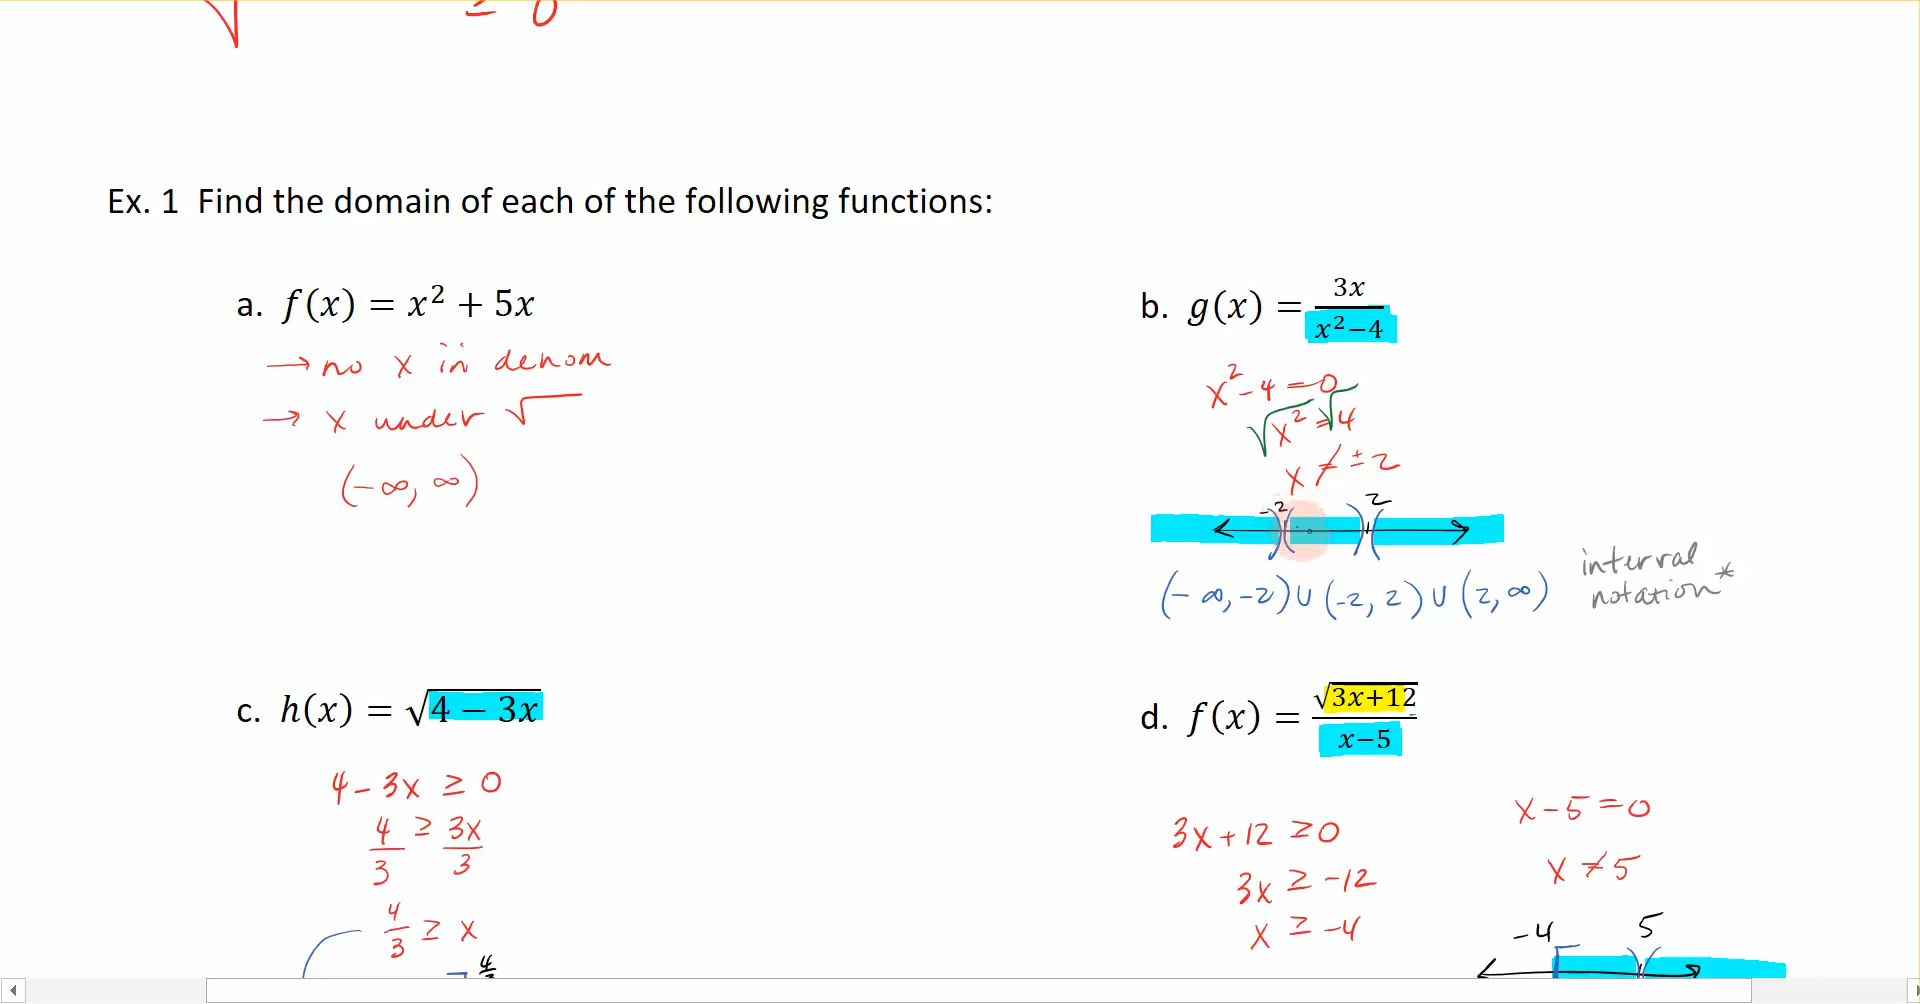 √ ≥ 0
Ex. 1 Find the domain of each of the following functions:
a. f(x) = x² + 5x
→ no x in denom
→ x under √
(-∞, ∞)
b. g(x) = 3x / x²−4
x² - 4 = 0
√x² = √4
x ≠ ± 2
-2 2
(-∞, -2) ∪ (-2, 2) ∪ (2, ∞)
interval
notation *
c. h(x) = √4 − 3x
4 - 3x ≥ 0
4/3 ≥ 3x/3
4/3 ≥ x
d. f(x) = √3x+12 / x−5
3x + 12 ≥ 0
3x ≥ -12
x ≥ -4
x - 5 = 0
x ≠ 5
-4 5